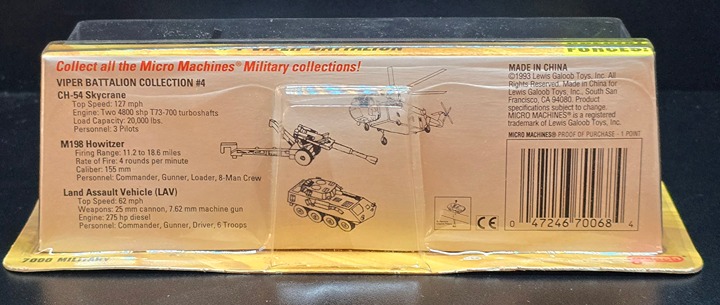 VIPER BATTALION
FORCES!
Collect all the Micro Machines® Military collections!
VIPER BATTALION COLLECTION #4
CH-54 Skycrane
Top Speed: 127 mph
Engine: Two 4800 shp T73-700 turboshafts
Load Capacity: 20,000 lbs.
Personnel: 3 Pilots
M198 Howitzer
Firing Range: 11.2 to 18.6 miles
Rate of Fire: 4 rounds per minute
Caliber: 155 mm
Personnel: Commander, Gunner, Loader, 8-Man Crew
Land Assault Vehicle (LAV)
Top Speed: 62 mph
Weapons: 25 mm cannon, 7.62 mm machine gun
Engine: 275 hp diesel
Personnel: Commander, Gunner, Driver, 6 Troops
MADE IN CHINA
©1993 Lewis Galoob Toys, Inc. All
Rights Reserved. Made in China for
Lewis Galoob Toys, Inc., South San
Francisco, CA 94080. Product
specifications subject to change.
MICRO MACHINES® is a registered
trademark of Lewis Galoob Toys, Inc.
MICRO MACHINES® PROOF OF PURCHASE - 1 POINT
CE
0 47246 70068 4
7000 MILITARY